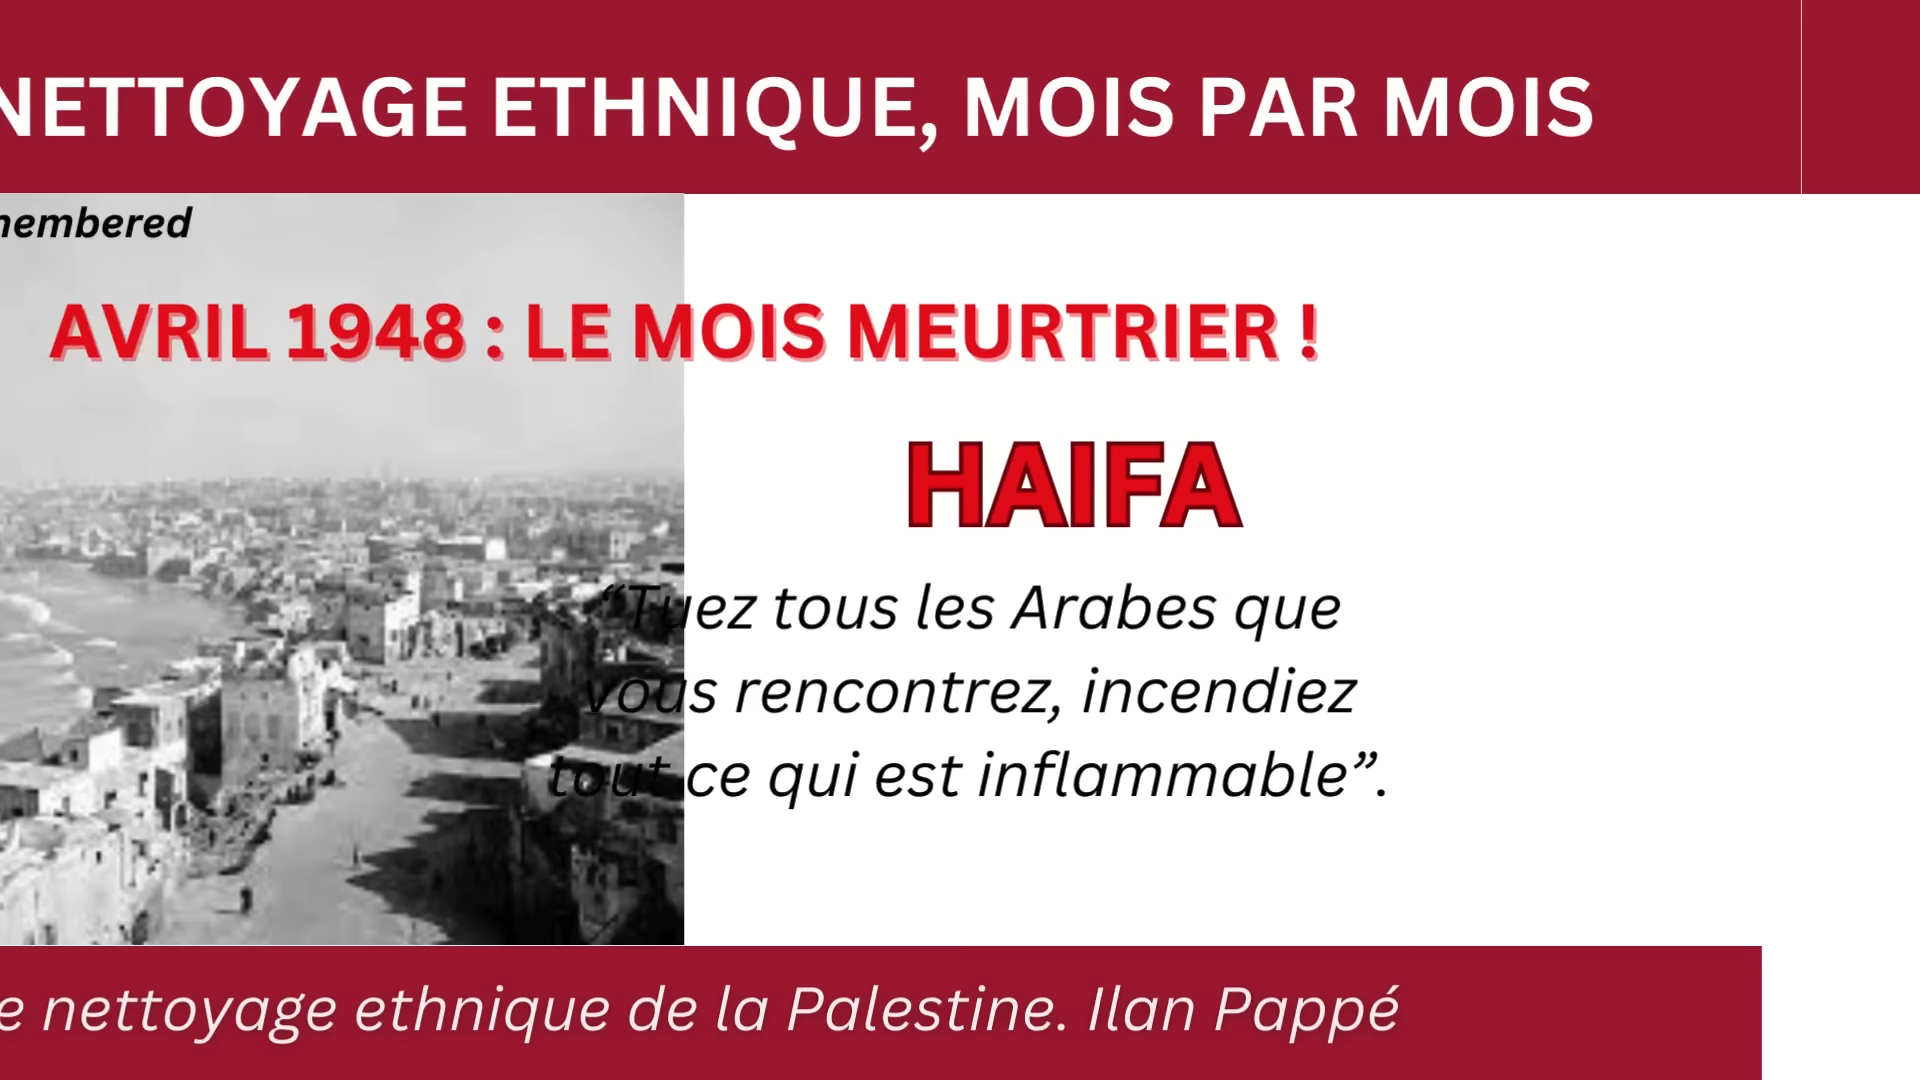 NETTOYAGE ETHNIQUE, MOIS PAR MOIS
membered
AVRIL 1948 : LE MOIS MEURTRIER !
HAIFA
“Tuez tous les Arabes que
vous rencontrez, incendiez
tout ce qui est inflammable”.
e nettoyage ethnique de la Palestine. Ilan Pappé